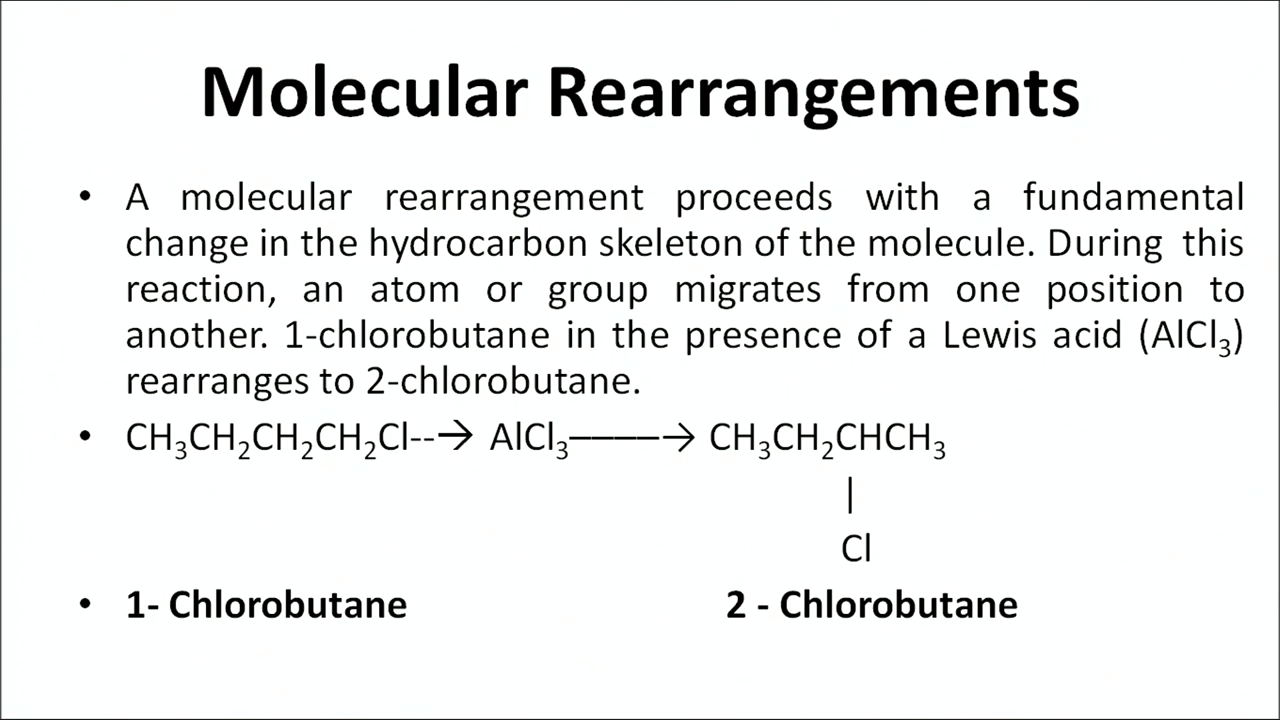 Molecular Rearrangements
• A molecular rearrangement proceeds with a fundamental
change in the hydrocarbon skeleton of the molecule. During this
reaction, an atom or group migrates from one position to
another. 1-chlorobutane in the presence of a Lewis acid (AlCl₃)
rearranges to 2-chlorobutane.
• CH₃CH₂CH₂CH₂Cl--→ AlCl₃────→ CH₃CH₂CHCH₃
|
Cl
• 1- Chlorobutane 2 - Chlorobutane